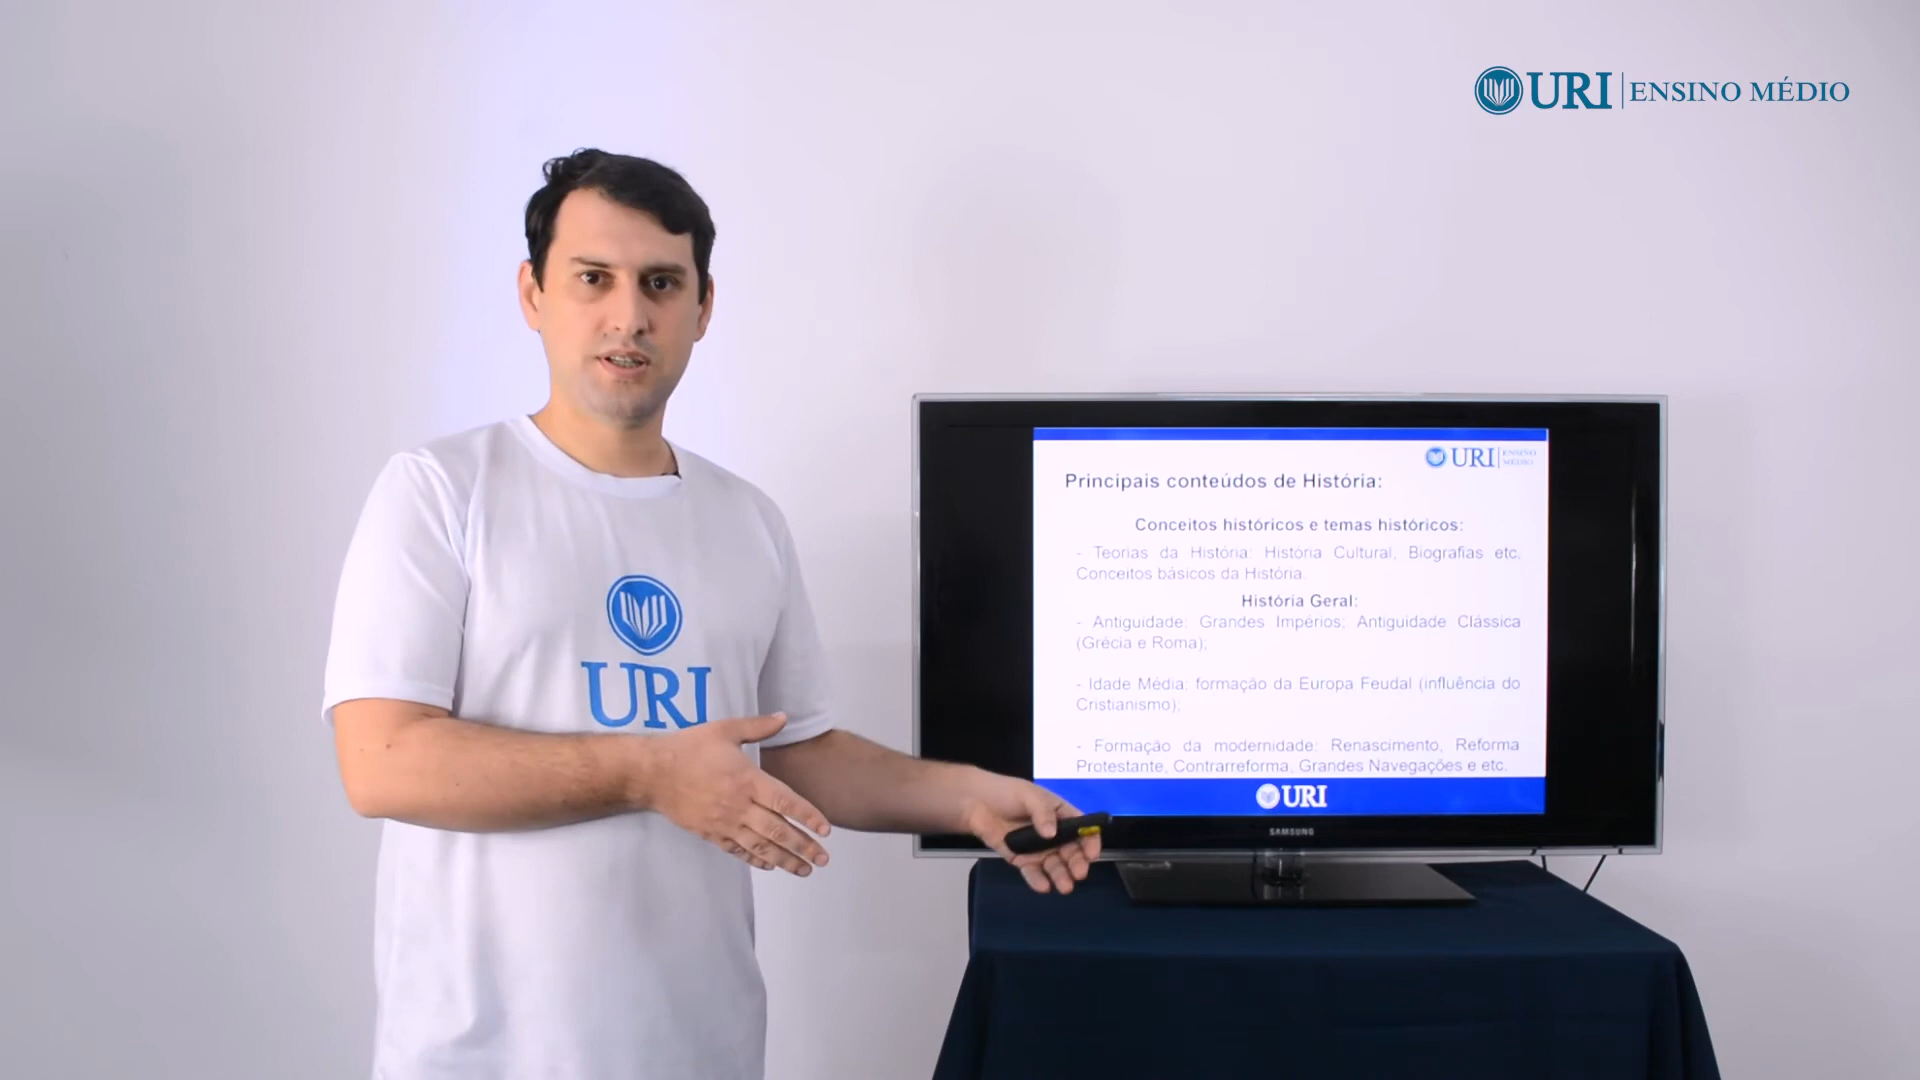 URI | ENSINO MÉDIO
URI
URI | ENSINO MÉDIO
Principais conteúdos de História:
Conceitos históricos e temas históricos:
- Teorias da História: História Cultural, Biografias etc.
Conceitos básicos da História.
História Geral:
- Antiguidade: Grandes Impérios; Antiguidade Clássica
(Grécia e Roma);
- Idade Média: formação da Europa Feudal (influência do
Cristianismo);
- Formação da modernidade: Renascimento, Reforma
Protestante, Contrarreforma, Grandes Navegações e etc.
URI
SAMSUNG